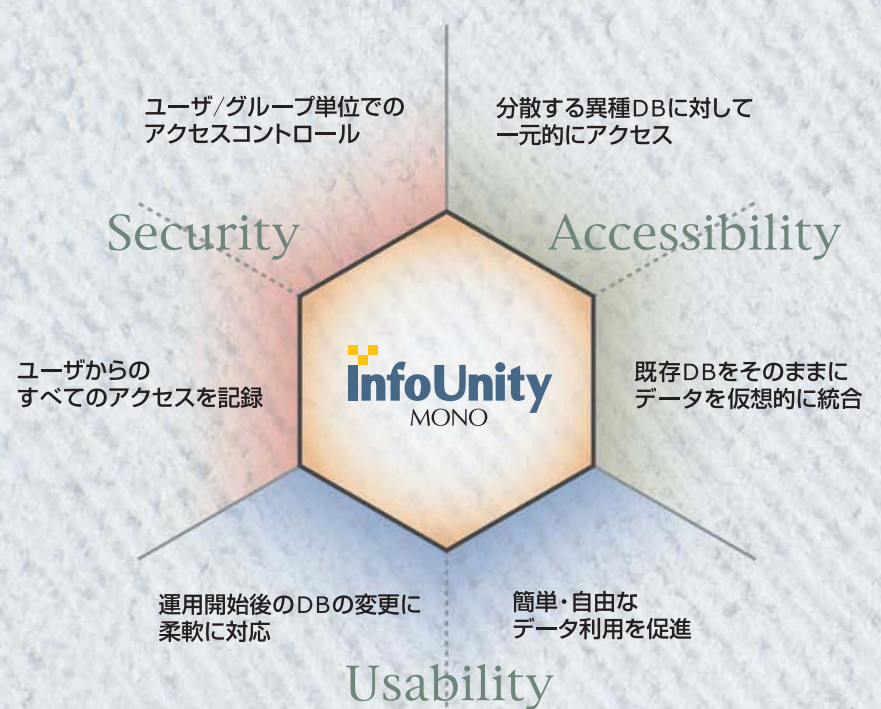 ユーザ/グループ単位での
アクセスコントロール
分散する異種DBに対して
一元的にアクセス
Security
Accessibility
ユーザからの
すべてのアクセスを記録
InfoUnity
MONO
既存DBをそのままに
データを仮想的に統合
運用開始後のDBの変更に
柔軟に対応
簡単・自由な
データ利用を促進
Usability